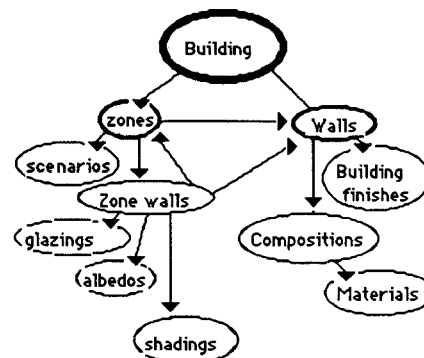 Building
zones
Walls
scenarios
Building
finishes
Zone walls
glazings
Compositions
albedos
Materials
shadings